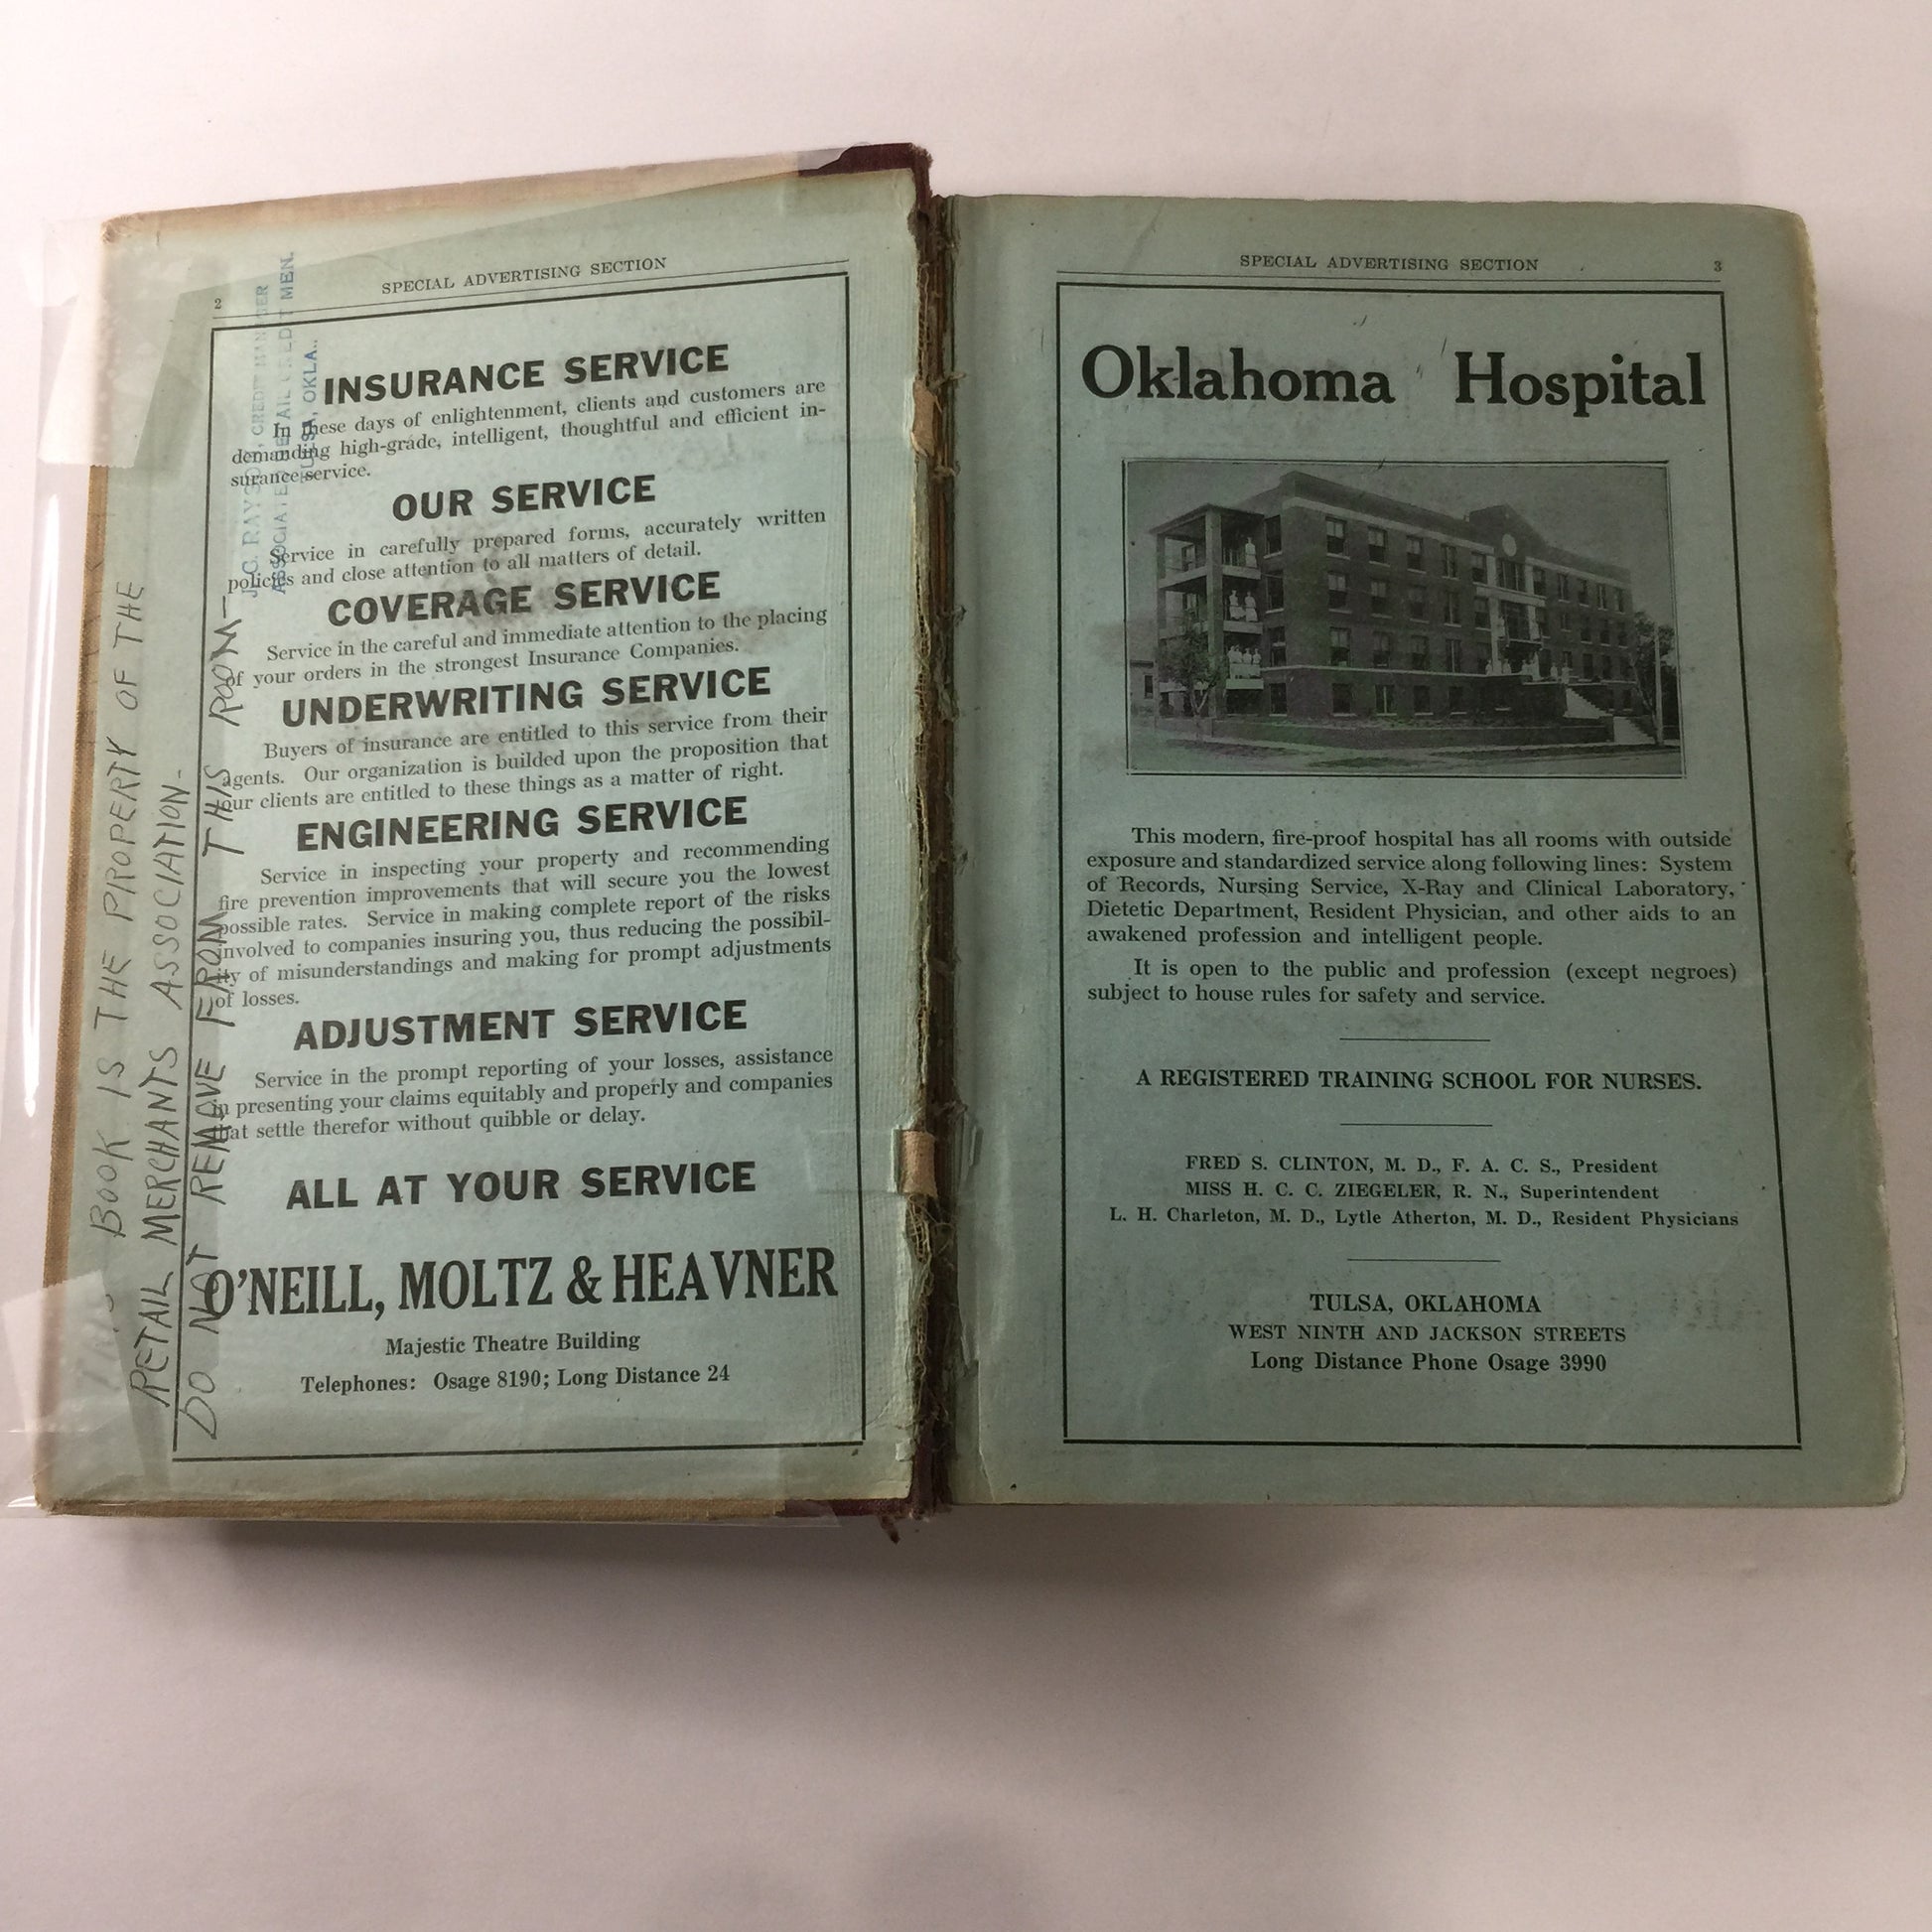 2
SPECIAL ADVERTISING SECTION
INSURANCE SERVICE
In these days of enlightenment, clients and customers are
demanding high-grade, intelligent, thoughtful and efficient in-
surance service.
OUR SERVICE
Service in carefully prepared forms, accurately written
policies and close attention to all matters of detail.
COVERAGE SERVICE
Service in the careful and immediate attention to the placing
of your orders in the strongest Insurance Companies.
UNDERWRITING SERVICE
Buyers of insurance are entitled to this service from their
agents. Our organization is builded upon the proposition that
our clients are entitled to these things as a matter of right.
ENGINEERING SERVICE
Service in inspecting your property and recommending
fire prevention improvements that will secure you the lowest
possible rates. Service in making complete report of the risks
involved to companies insuring you, thus reducing the possibil-
ity of misunderstandings and making for prompt adjustments
of losses.
ADJUSTMENT SERVICE
Service in the prompt reporting of your losses, assistance
in presenting your claims equitably and properly and companies
that settle therefor without quibble or delay.
ALL AT YOUR SERVICE
O'NEILL, MOLTZ & HEAVNER
Majestic Theatre Building
Telephones: Osage 8190; Long Distance 24
THIS BOOK IS THE PROPERTY OF THE
RETAIL MERCHANTS ASSOCIATION-
DO NOT REMOVE FROM THIS ROOM-
CREDIT MANAGER
ASSOCIATED RETAIL CREDIT MEN.
TULSA, OKLA.
SPECIAL ADVERTISING SECTION
3
Oklahoma Hospital
This modern, fire-proof hospital has all rooms with outside
exposure and standardized service along following lines: System
of Records, Nursing Service, X-Ray and Clinical Laboratory,
Dietetic Department, Resident Physician, and other aids to an
awakened profession and intelligent people.
It is open to the public and profession (except negroes)
subject to house rules for safety and service.
A REGISTERED TRAINING SCHOOL FOR NURSES.
FRED S. CLINTON, M. D., F. A. C. S., President
MISS H. C. C. ZIEGELER, R. N., Superintendent
L. H. Charleton, M. D., Lytle Atherton, M. D., Resident Physicians
TULSA, OKLAHOMA
WEST NINTH AND JACKSON STREETS
Long Distance Phone Osage 3990